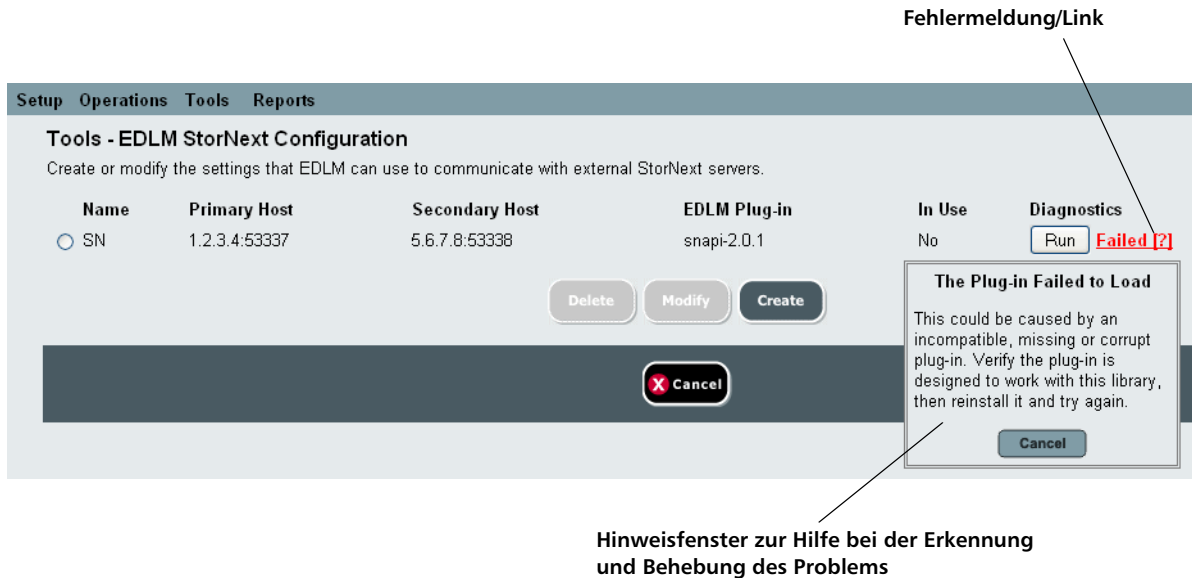 Fehlermeldung/Link
Setup Operations Tools Reports
Tools - EDLM StorNext Configuration
Create or modify the settings that EDLM can use to communicate with external StorNext servers.
Name Primary Host Secondary Host EDLM Plug-in In Use Diagnostics
SN 1.2.3.4:53337 5.6.7.8:53338 snapi-2.0.1 No Run Failed [?]
Delete Modify Create
The Plug-in Failed to Load
This could be caused by an
incompatible, missing or corrupt
plug-in. Verify the plug-in is
designed to work with this library,
then reinstall it and try again.
Cancel
X Cancel
Hinweisfenster zur Hilfe bei der Erkennung
und Behebung des Problems